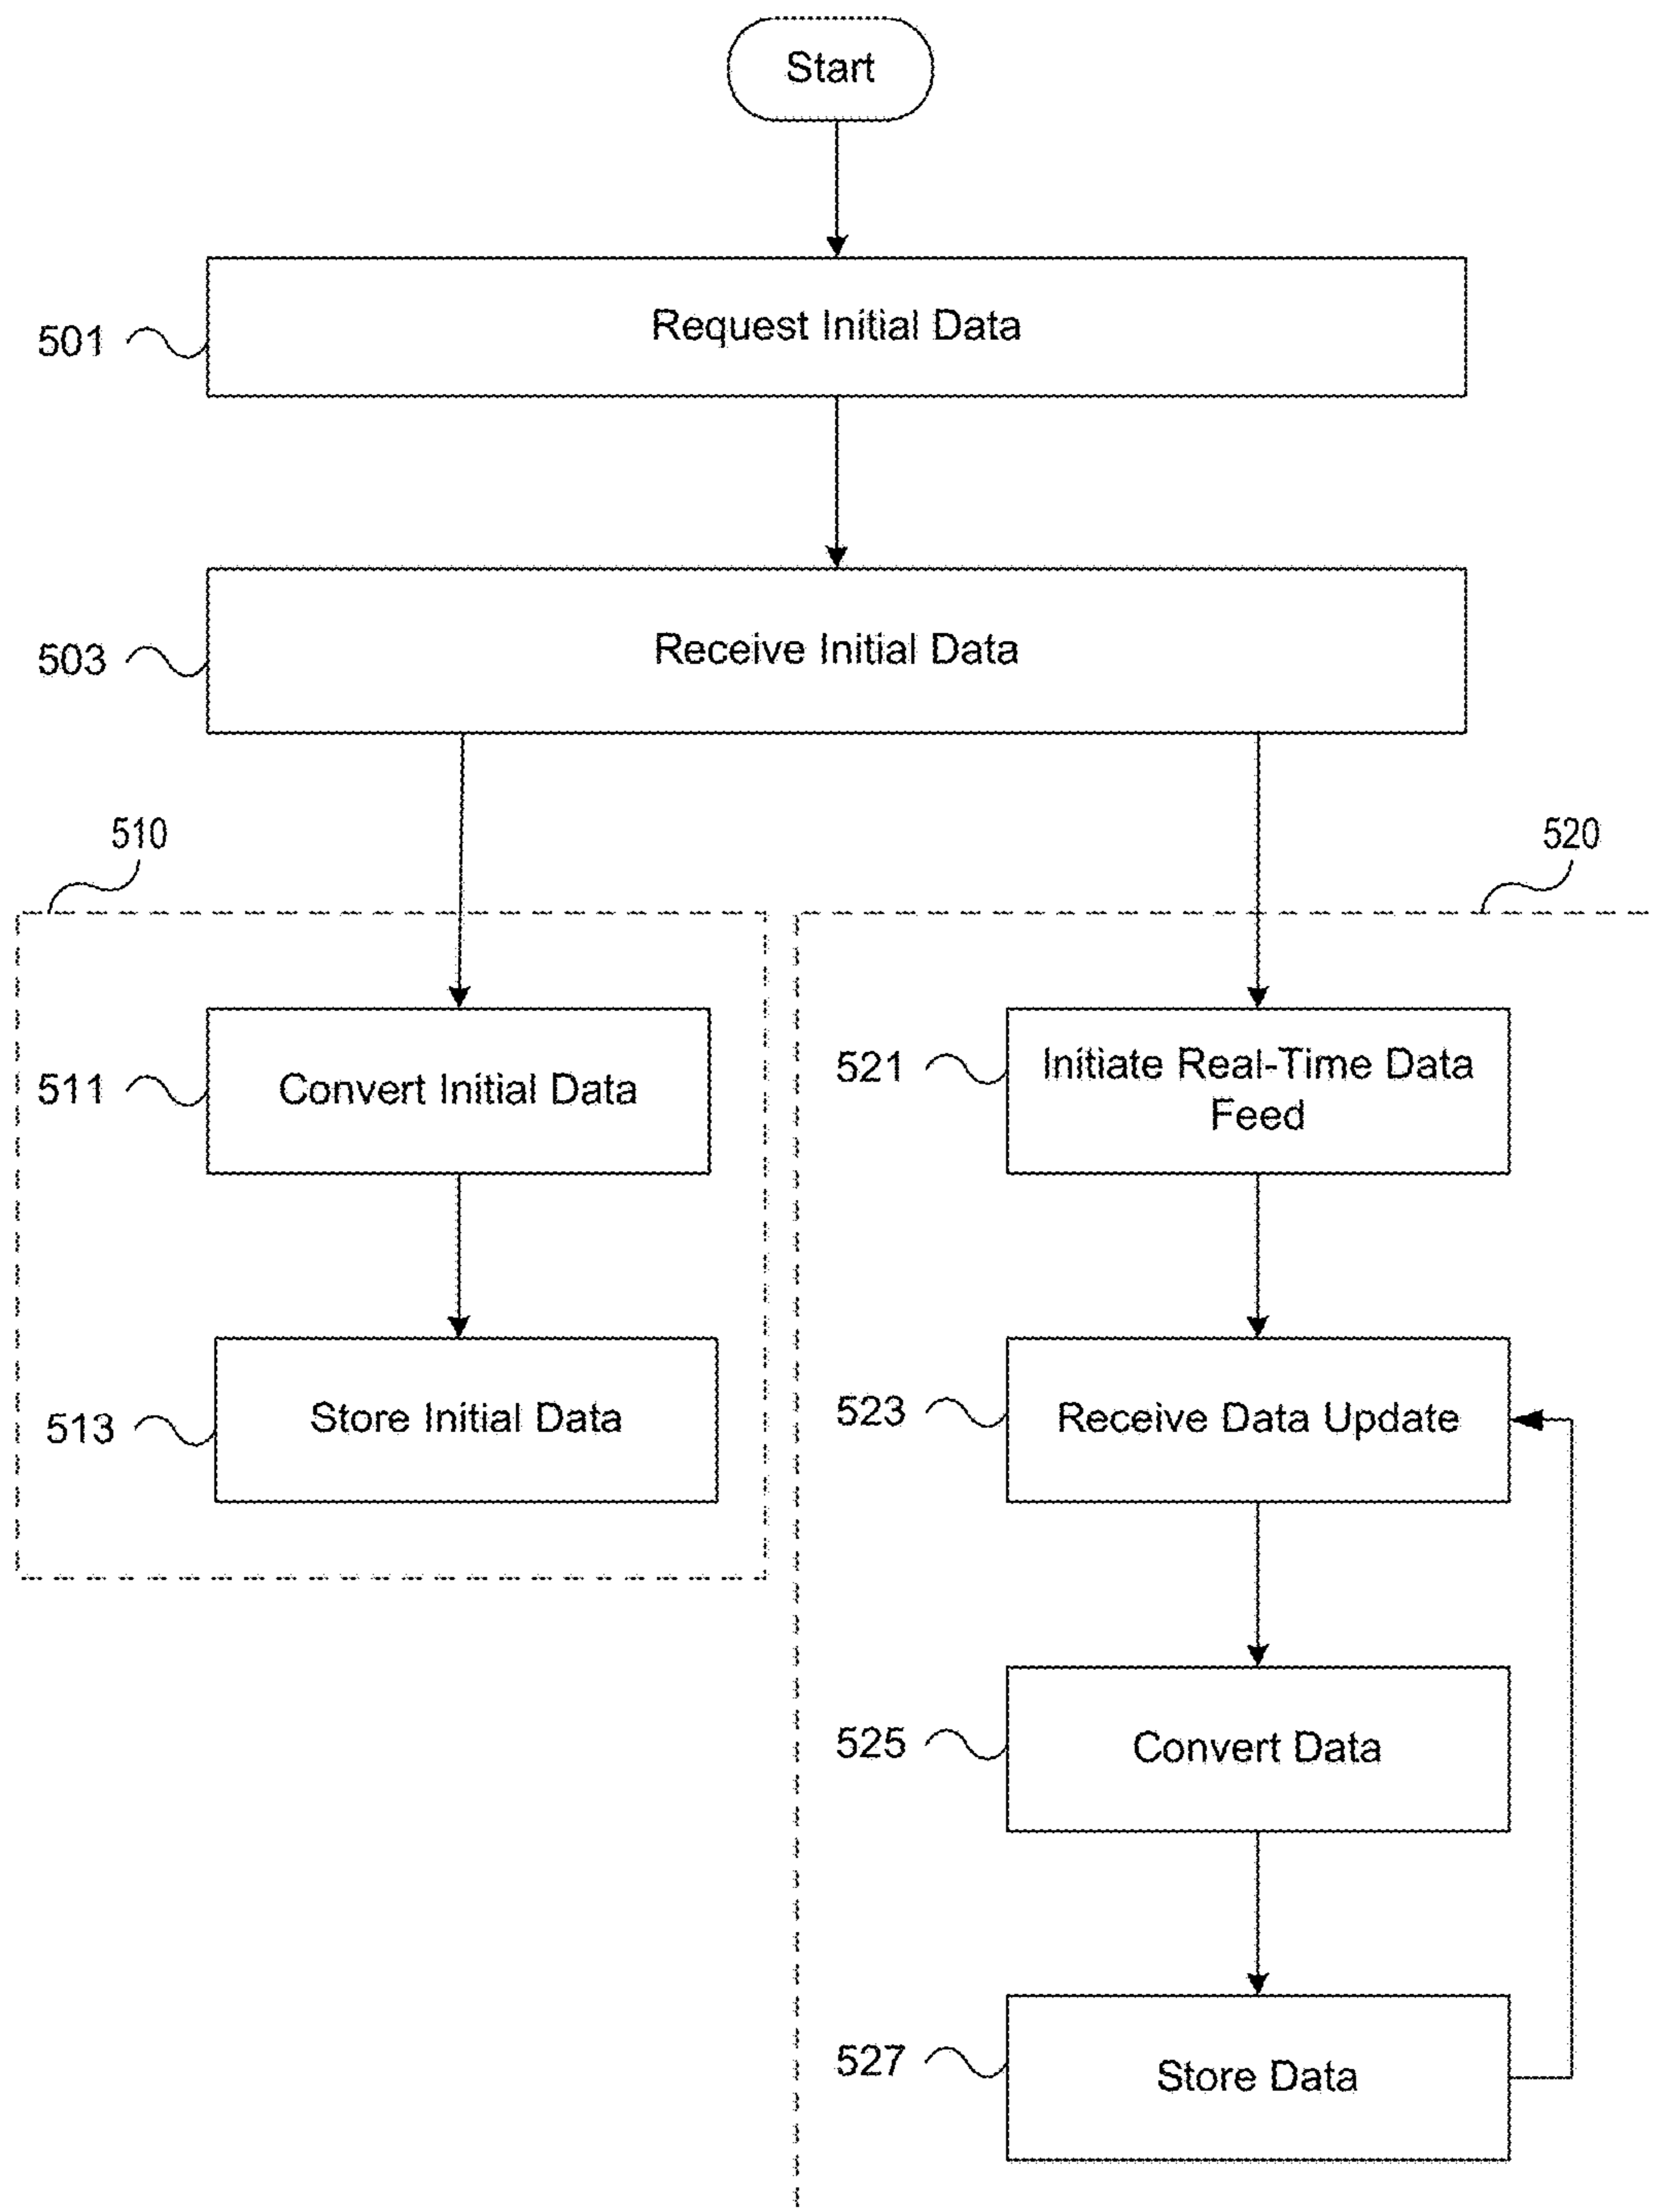 Start
501
Request Initial Data
503
Receive Initial Data
510
520
511
Convert Initial Data
521
Initiate Real-Time Data
Feed
513
Store Initial Data
523
Receive Data Update
525
Convert Data
527
Store Data